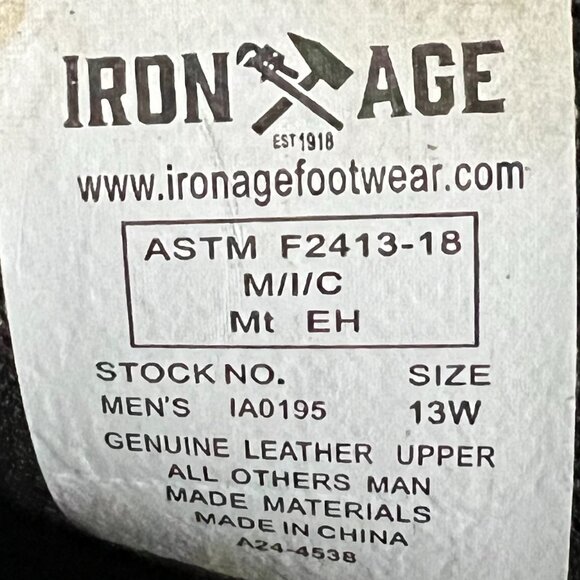 IRON AGE
EST 1918
www.ironagefootwear.com
ASTM F2413-18
M/I/C
Mt EH
STOCK NO. SIZE
MEN'S IA0195 13W
GENUINE LEATHER UPPER
ALL OTHERS MAN
MADE MATERIALS
MADE IN CHINA
A24-4538